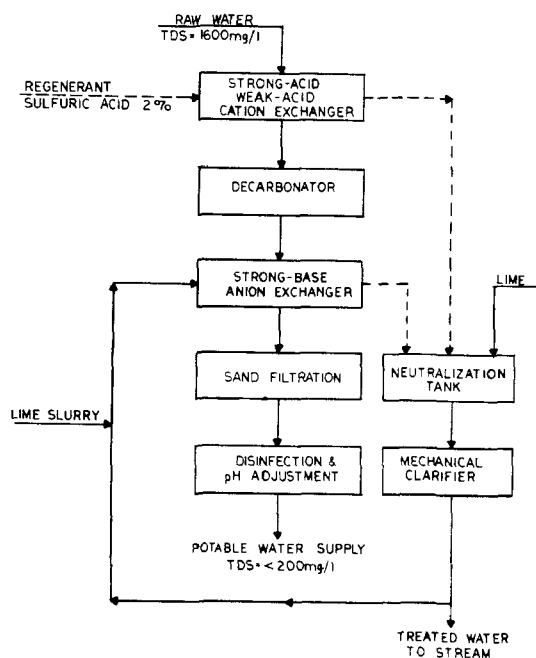 RAW WATER
TDS = 1600mg/l
REGENERANT
SULFURIC ACID 2%
STRONG-ACID
WEAK-ACID
CATION EXCHANGER
DECARBONATOR
STRONG-BASE
ANION EXCHANGER
LIME
SAND FILTRATION
NEUTRALIZATION
TANK
LIME SLURRY
DISINFECTION &
pH ADJUSTMENT
MECHANICAL
CLARIFIER
POTABLE WATER SUPPLY
TDS=<200mg/l
TREATED WATER
TO STREAM